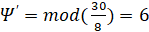 Ψ′ = mod(30/8) = 6